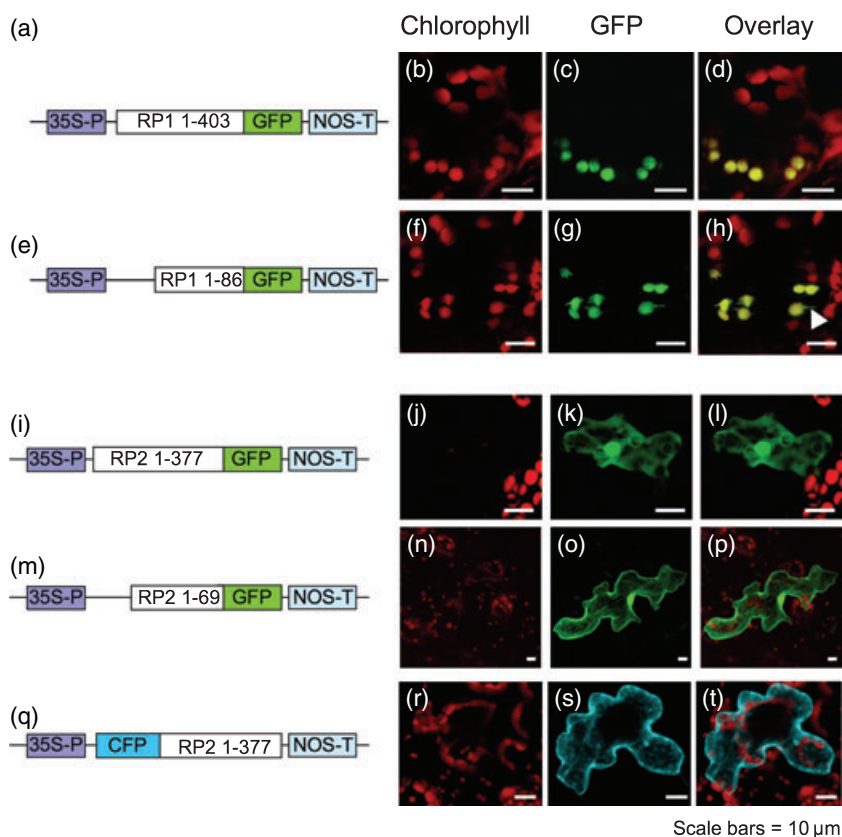 Chlorophyll GFP Overlay
(a) (b) (c) (d)
35S-P RP1 1-403 GFP NOS-T
(e) (f) (g) (h)
35S-P RP1 1-86 GFP NOS-T
(i) (j) (k) (l)
35S-P RP2 1-377 GFP NOS-T
(m) (n) (o) (p)
35S-P RP2 1-69 GFP NOS-T
(q) (r) (s) (t)
35S-P CFP RP2 1-377 NOS-T
Scale bars = 10 µm